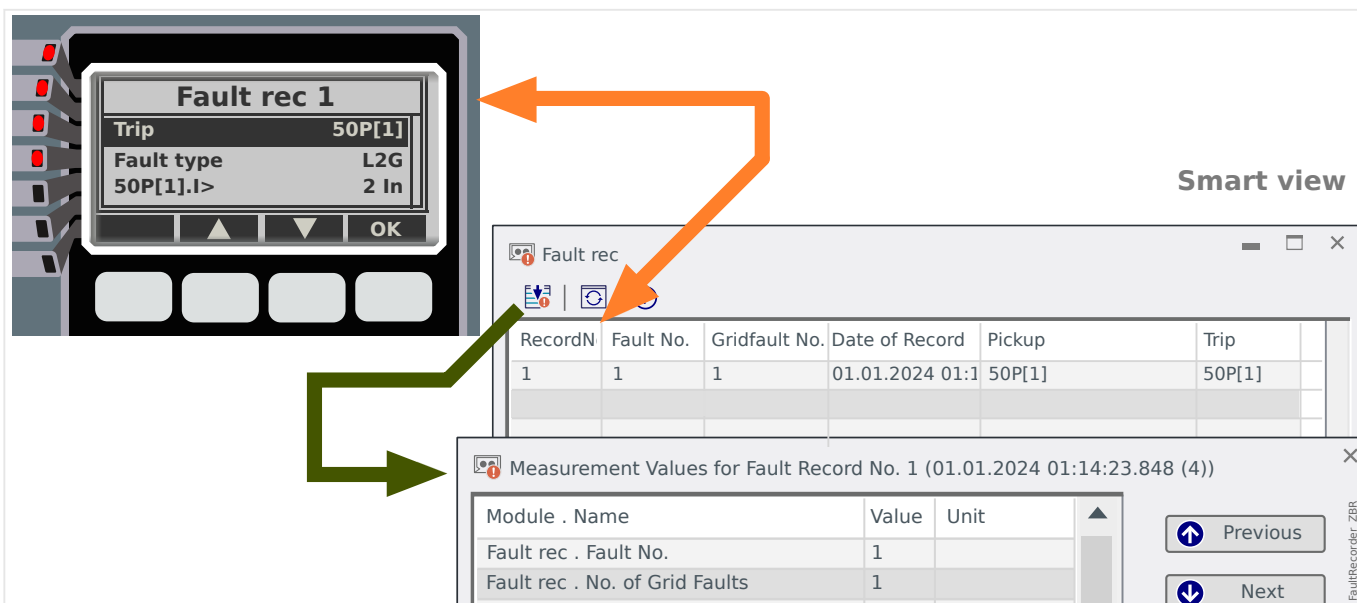 Fault rec 1
Trip 50P[1]
Fault type L2G
50P[1].I> 2 In
OK
Smart view
Fault rec
RecordN Fault No. Gridfault No. Date of Record Pickup Trip
1 1 1 01.01.2024 01:1 50P[1] 50P[1]
Measurement Values for Fault Record No. 1 (01.01.2024 01:14:23.848 (4))
Module . Name Value Unit
Fault rec . Fault No. 1
Fault rec . No. of Grid Faults 1
Previous
Next
FaultRecorder_ZBR